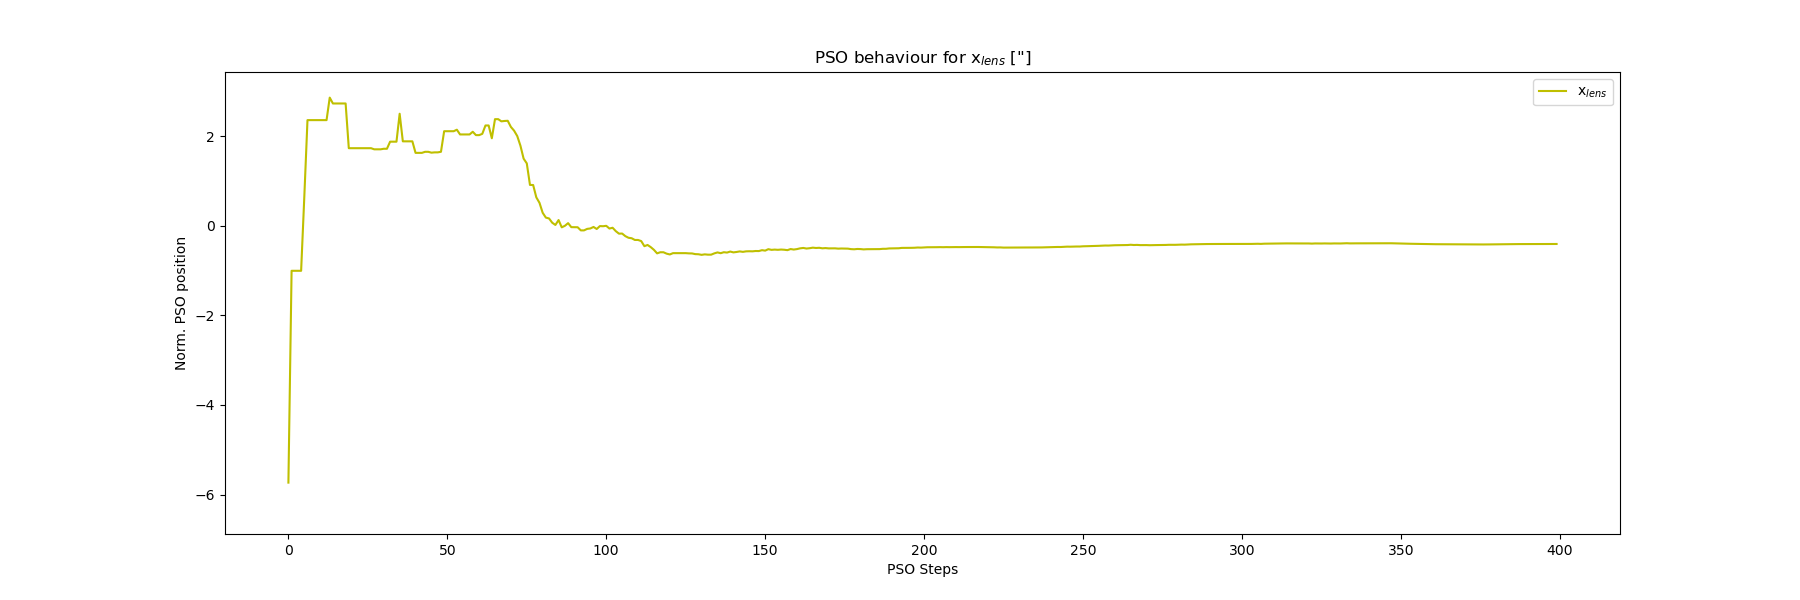 PSO behaviour for x_lens ["]
x_lens
Norm. PSO position
2
0
−2
−4
−6
0 50 100 150 200 250 300 350 400
PSO Steps